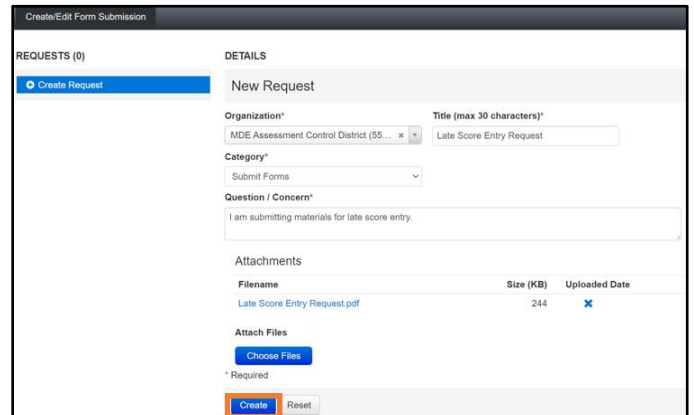 Create/Edit Form Submission
REQUESTS (0)
Create Request
DETAILS
New Request
Organization*
MDE Assessment Control District (55...
Title (max 30 characters)*
Late Score Entry Request
Category*
Submit Forms
Question / Concern*
I am submitting materials for late score entry.
Attachments
Filename Size (KB) Uploaded Date
Late Score Entry Request.pdf 244
Attach Files
Choose Files
* Required
Create Reset